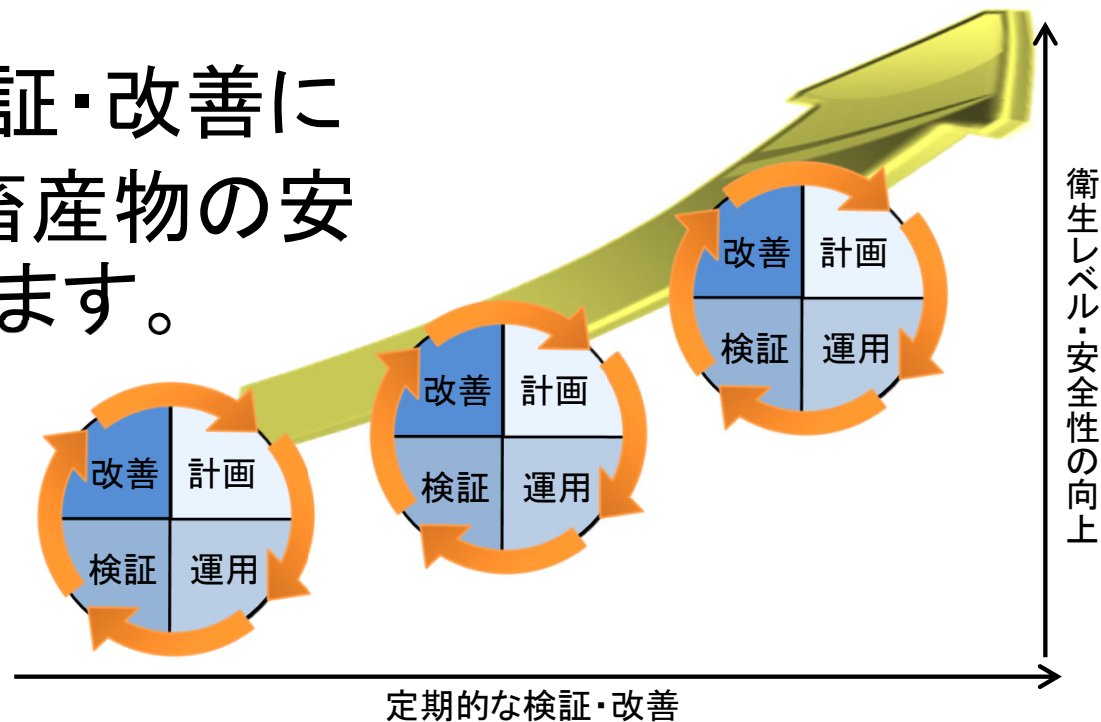 証・改善に
畜産物の安
ます。
改善 計画
検証 運用
改善 計画
検証 運用
改善 計画
検証 運用
衛生レベル・安全性の向上
定期的な検証・改善